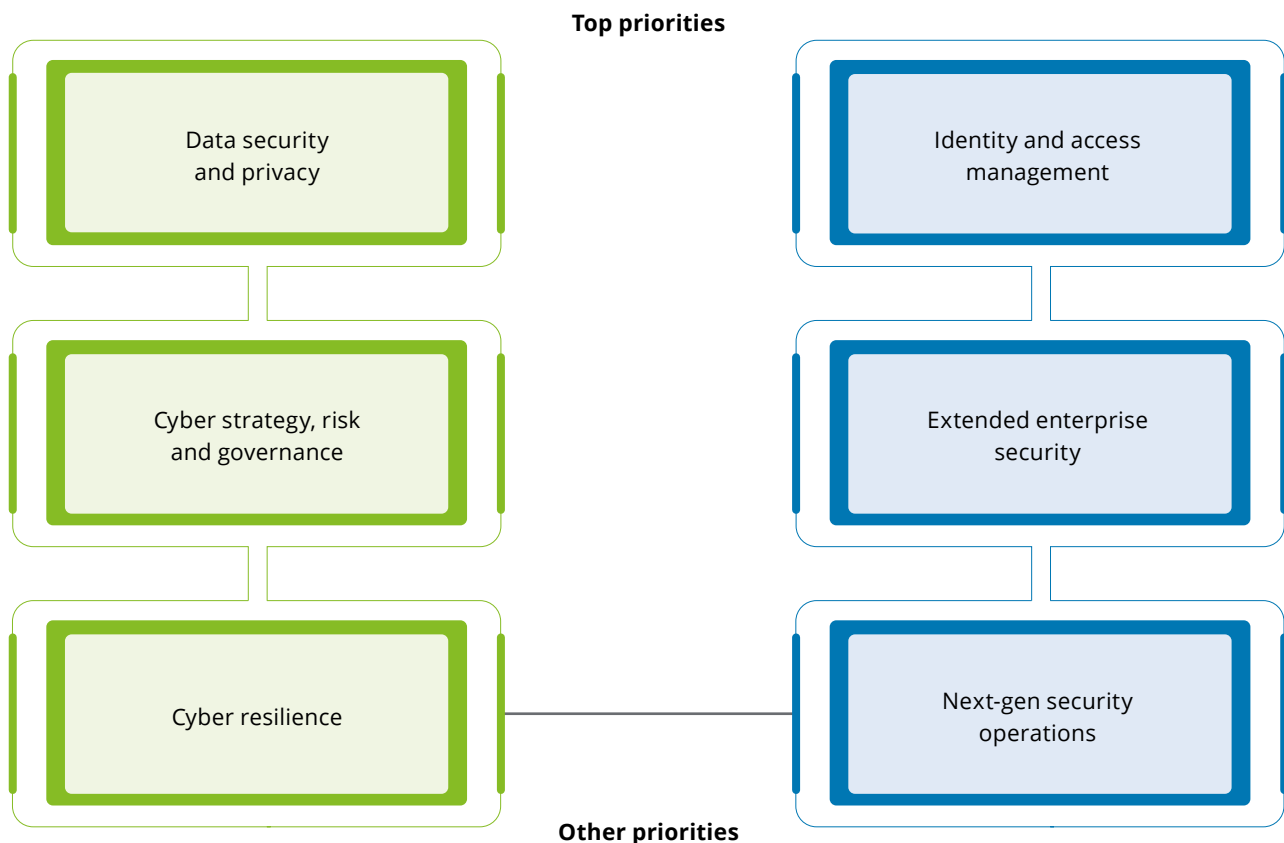 Top priorities
Data security
and privacy
Identity and access
management
Cyber strategy, risk
and governance
Extended enterprise
security
Cyber resilience
Next-gen security
operations
Other priorities